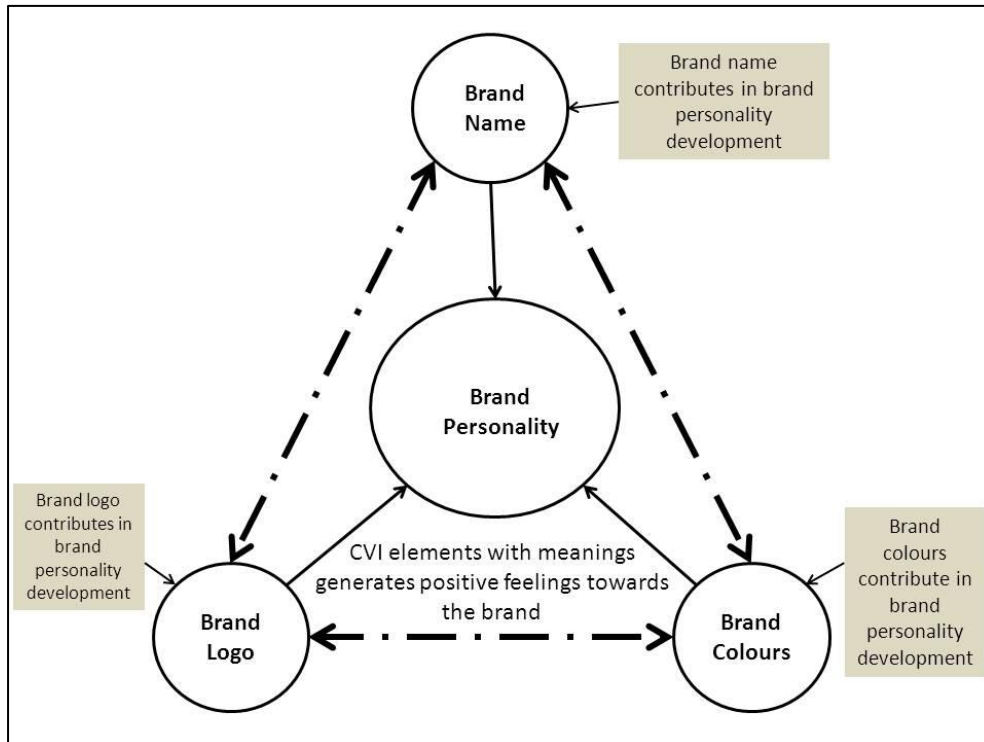 Brand
Name
Brand name
contributes in brand
personality
development
Brand
Personality
Brand logo
contributes in
brand
personality
development
CVI elements with meanings
generates positive feelings towards
the brand
Brand
Logo
Brand
Colours
Brand
colours
contribute in
brand
personality
development